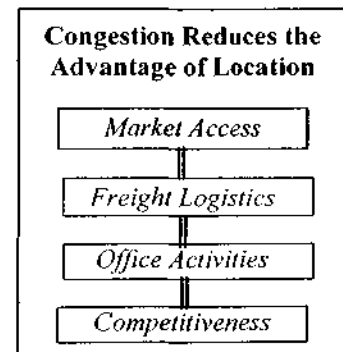 Congestion Reduces the
Advantage of Location
Market Access
Freight Logistics
Office Activities
Competitiveness